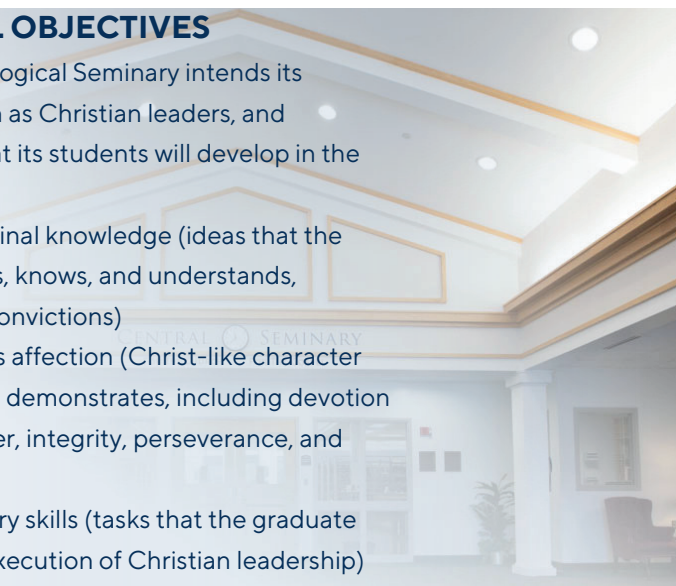 OBJECTIVES
ogical Seminary intends its
as Christian leaders, and
t its students will develop in the
inal knowledge (ideas that the
s, knows, and understands,
onvictions)
CENTRAL SEMINARY
s affection (Christ-like character
demonstrates, including devotion
er, integrity, perseverance, and
ry skills (tasks that the graduate
xecution of Christian leadership)